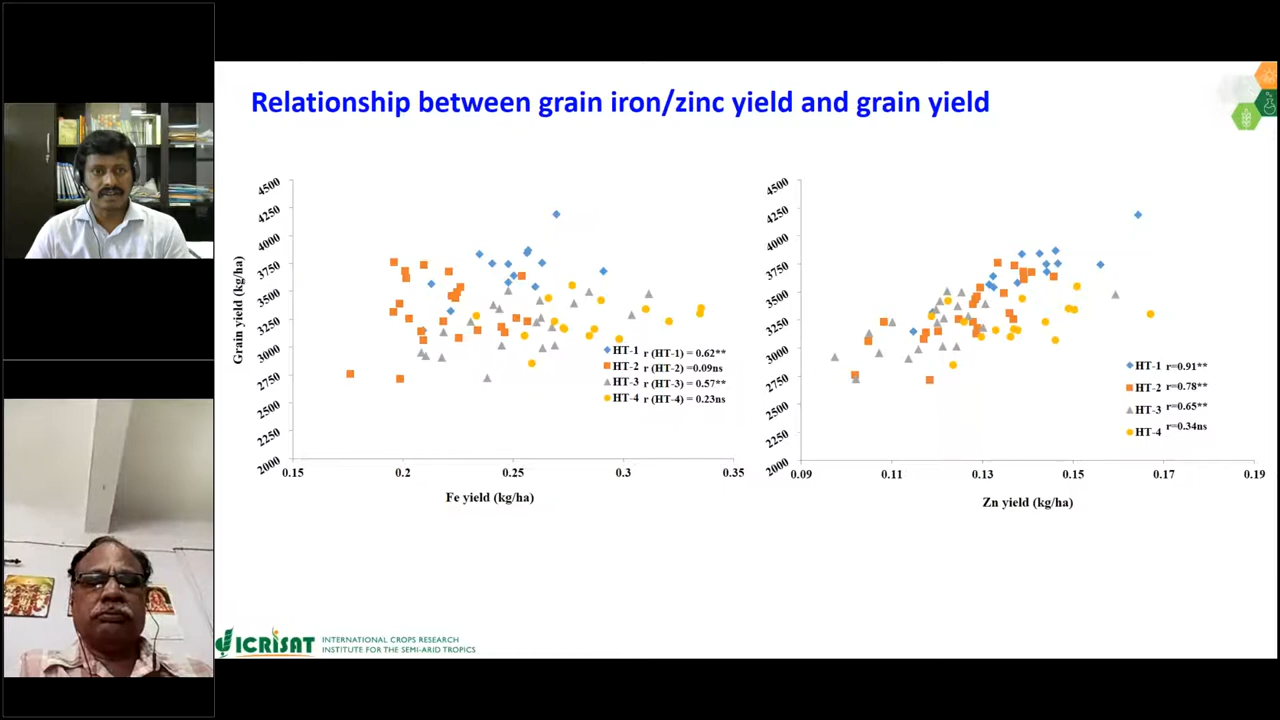 Relationship between grain iron/zinc yield and grain yield
Grain yield (kg/ha)
4500
4250
4000
3750
3500
3250
3000
2750
2500
2250
2000
0.15 0.2 0.25 0.3 0.35
Fe yield (kg/ha)
HT-1 r (HT-1) = 0.62**
HT-2 r (HT-2) =0.09ns
HT-3 r (HT-3) = 0.57**
HT-4 r (HT-4) = 0.23ns
4500
4250
4000
3750
3500
3250
3000
2750
2500
2250
2000
0.09 0.11 0.13 0.15 0.17 0.19
Zn yield (kg/ha)
HT-1 r=0.91**
HT-2 r=0.78**
HT-3 r=0.65**
HT-4 r=0.34ns
ICRISAT
INTERNATIONAL CROPS RESEARCH
INSTITUTE FOR THE SEMI-ARID TROPICS